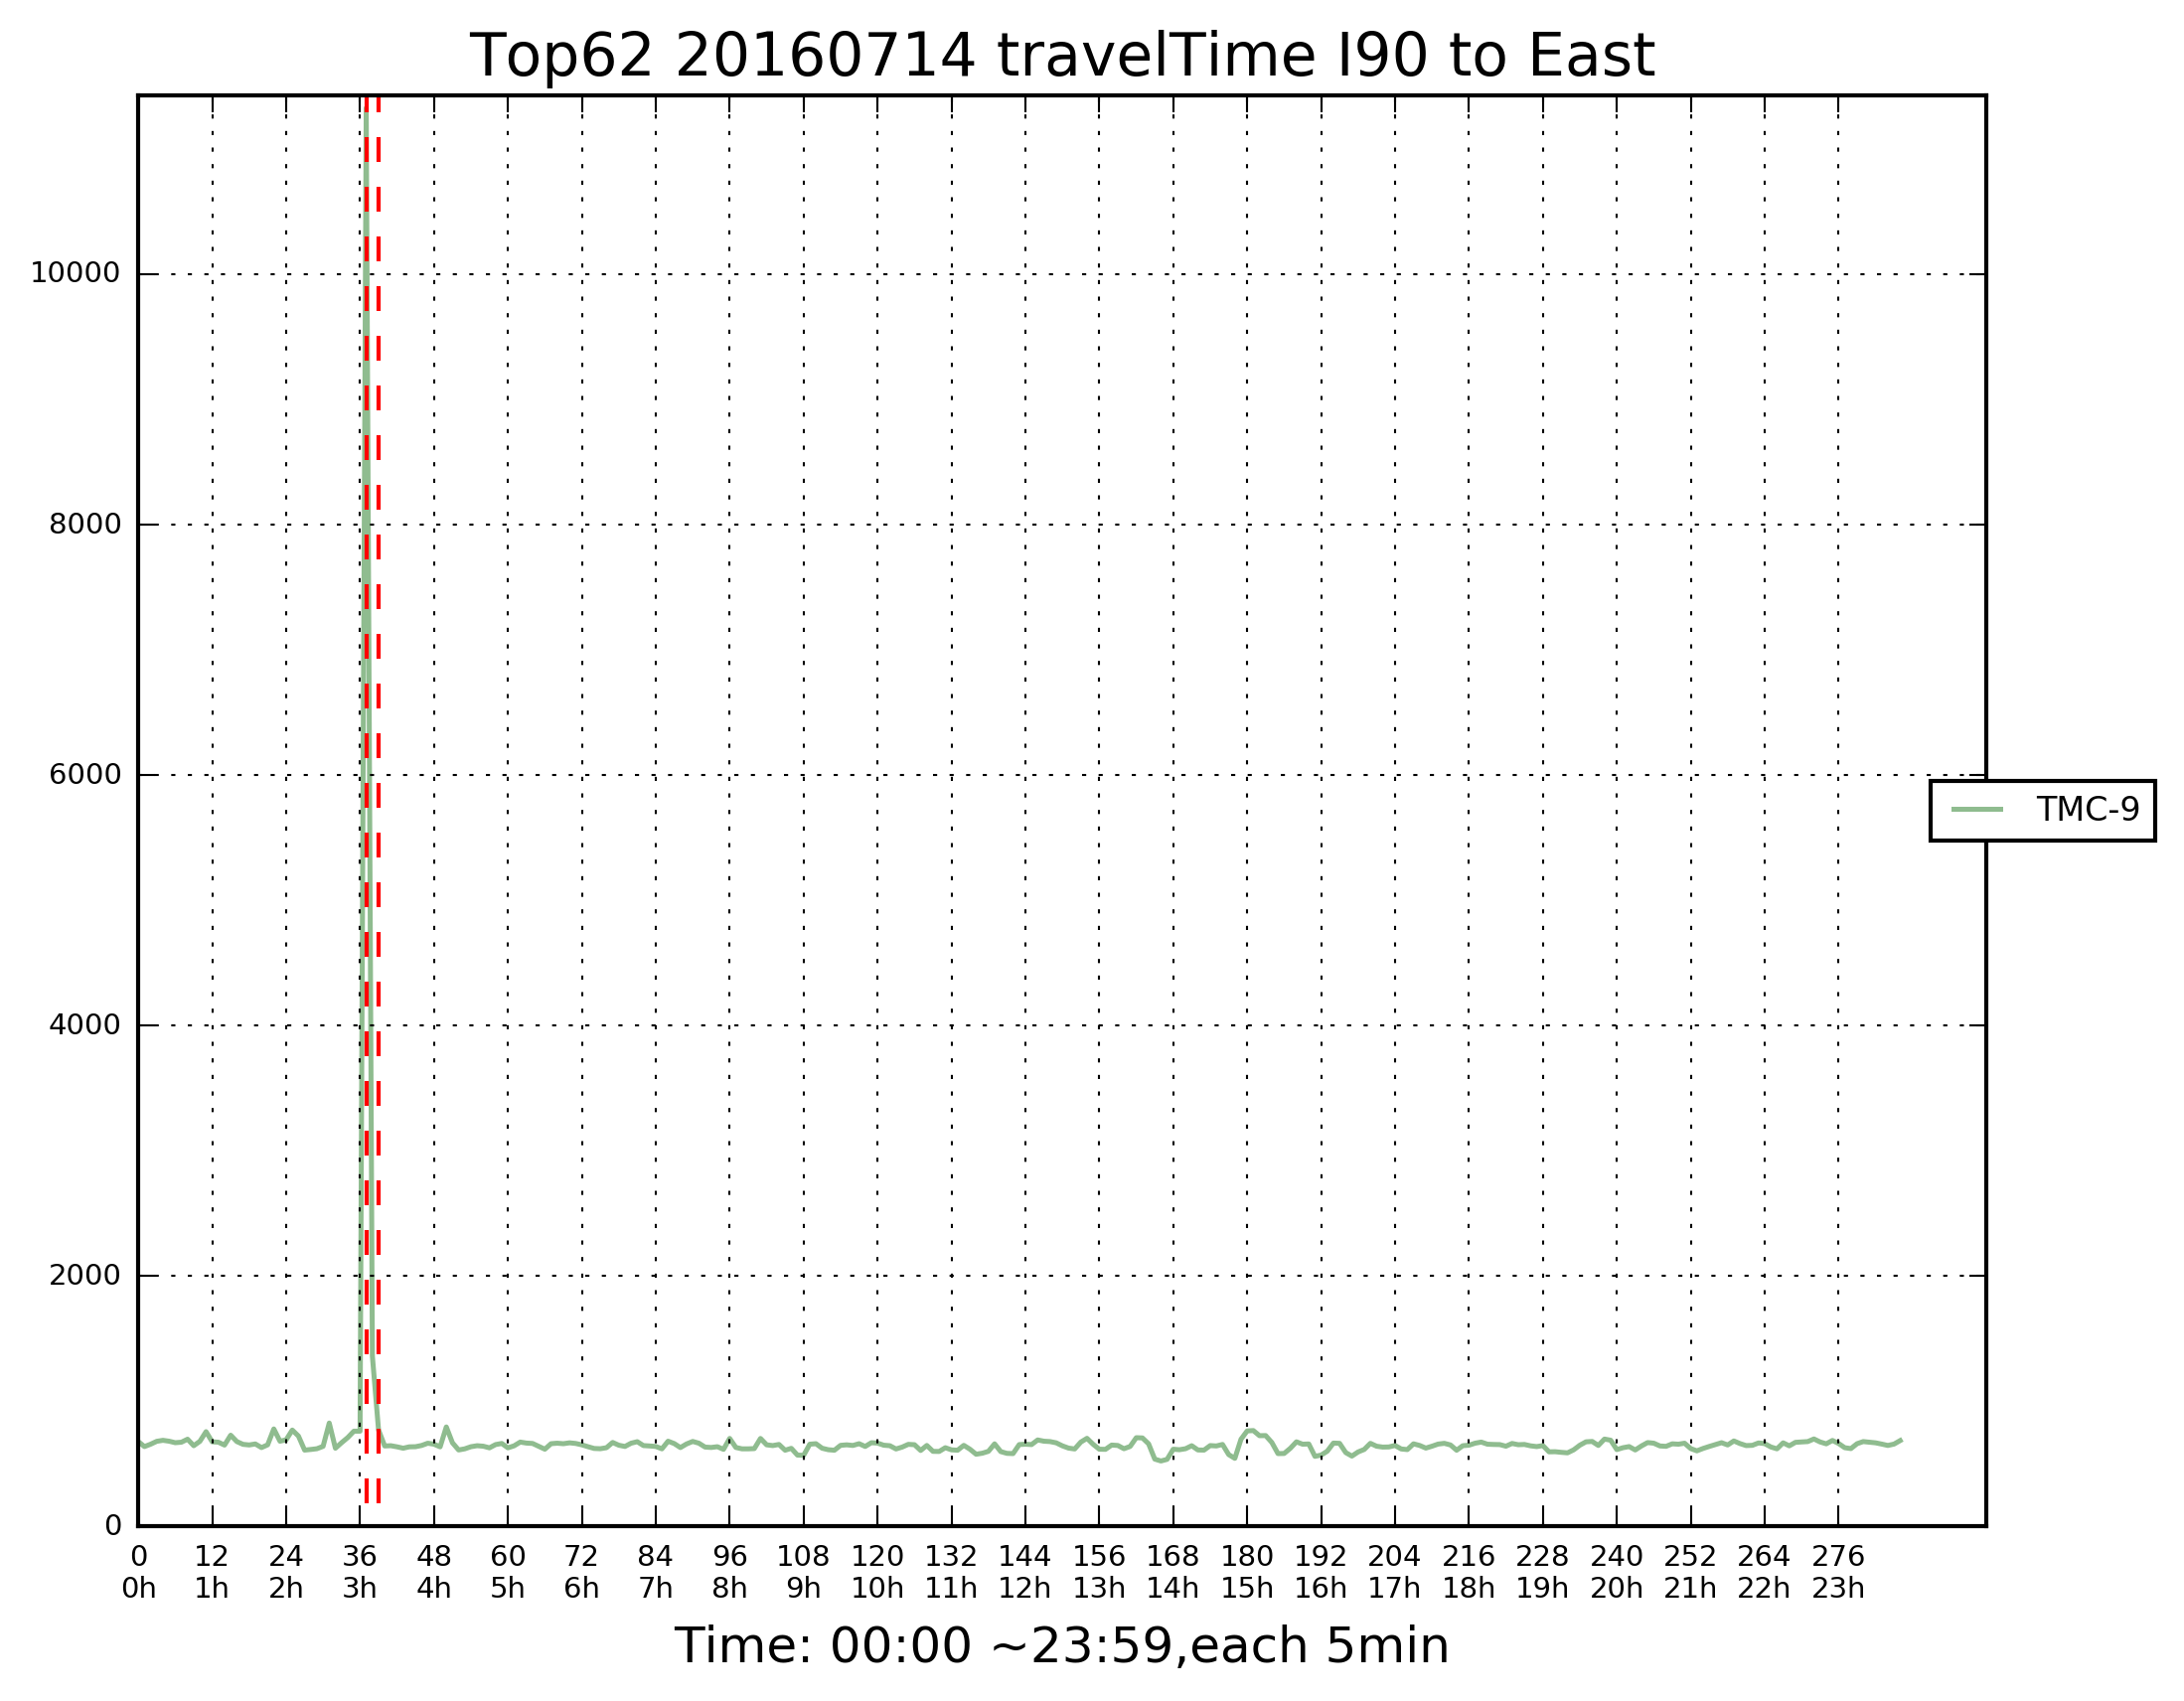 Top62 20160714 travelTime I90 to East
10000
8000
6000
4000
2000
0
TMC-9
0 12 24 36 48 60 72 84 96 108 120 132 144 156 168 180 192 204 216 228 240 252 264 276
0h 1h 2h 3h 4h 5h 6h 7h 8h 9h 10h 11h 12h 13h 14h 15h 16h 17h 18h 19h 20h 21h 22h 23h
Time: 00:00 ~23:59,each 5min